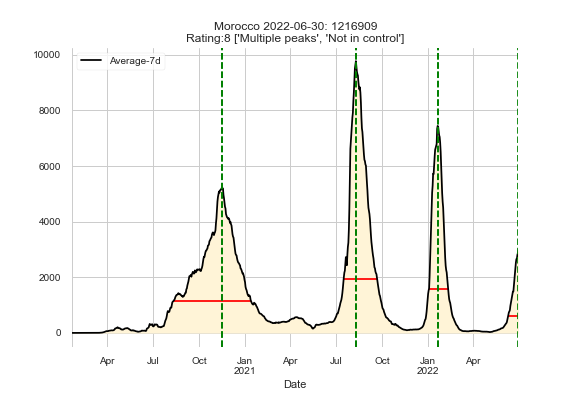 Morocco 2022-06-30: 1216909
Rating:8 ['Multiple peaks', 'Not in control']
Average-7d
10000
8000
6000
4000
2000
0
Apr
Jul
Oct
Jan
2021
Apr
Jul
Oct
Jan
2022
Apr
Date